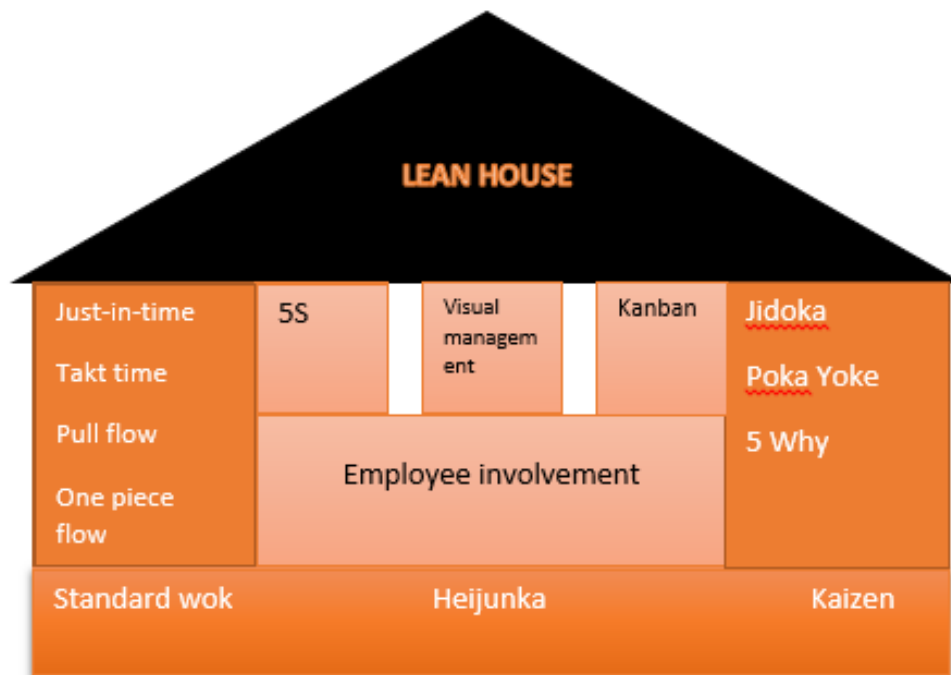 LEAN HOUSE
Just-in-time
Takt time
Pull flow
One piece
flow
5S
Visual
managem
ent
Kanban
Jidoka
Poka Yoke
5 Why
Employee involvement
Standard wok
Heijunka
Kaizen